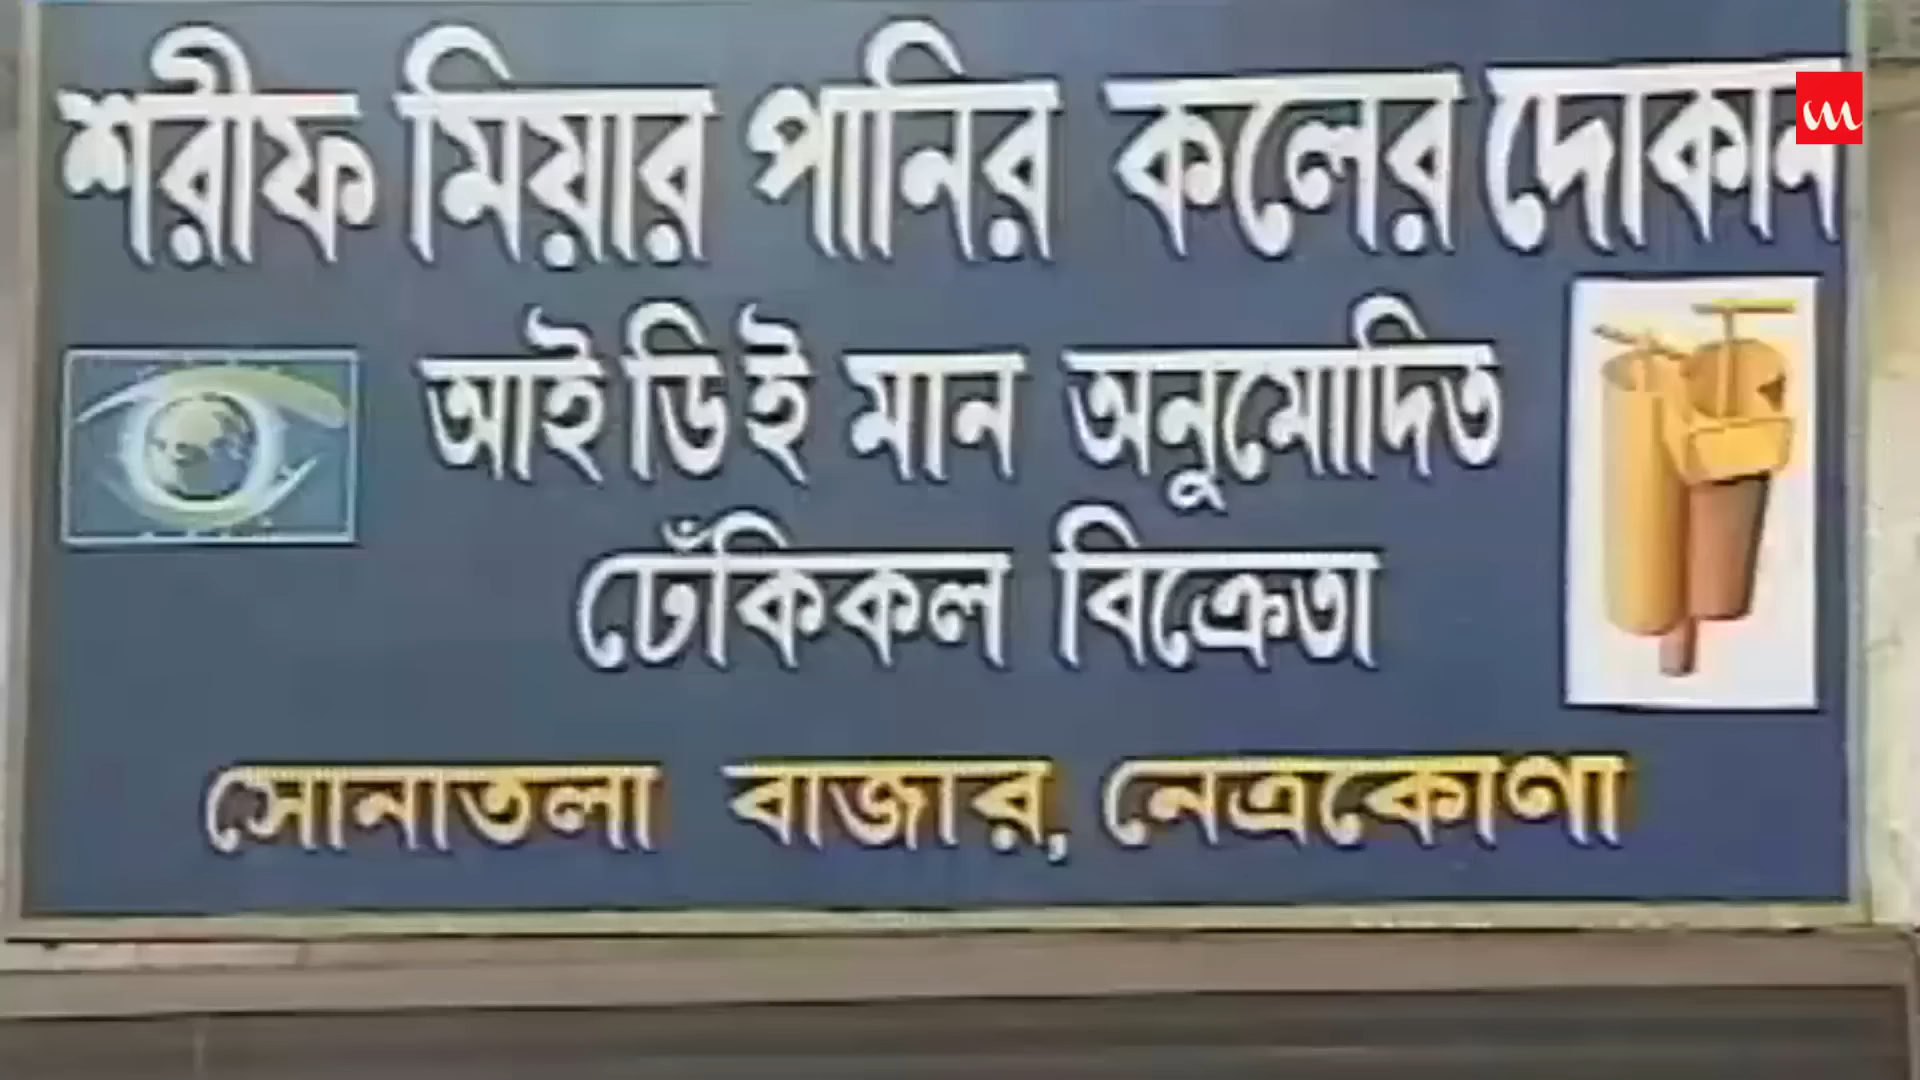 শরীফ মিয়ার পানির কলের দোকান
আই ডি ই মান অনুমোদিত
ঢেঁকিকল বিক্রেতা
সোনাতলা বাজার, নেত্রকোণা